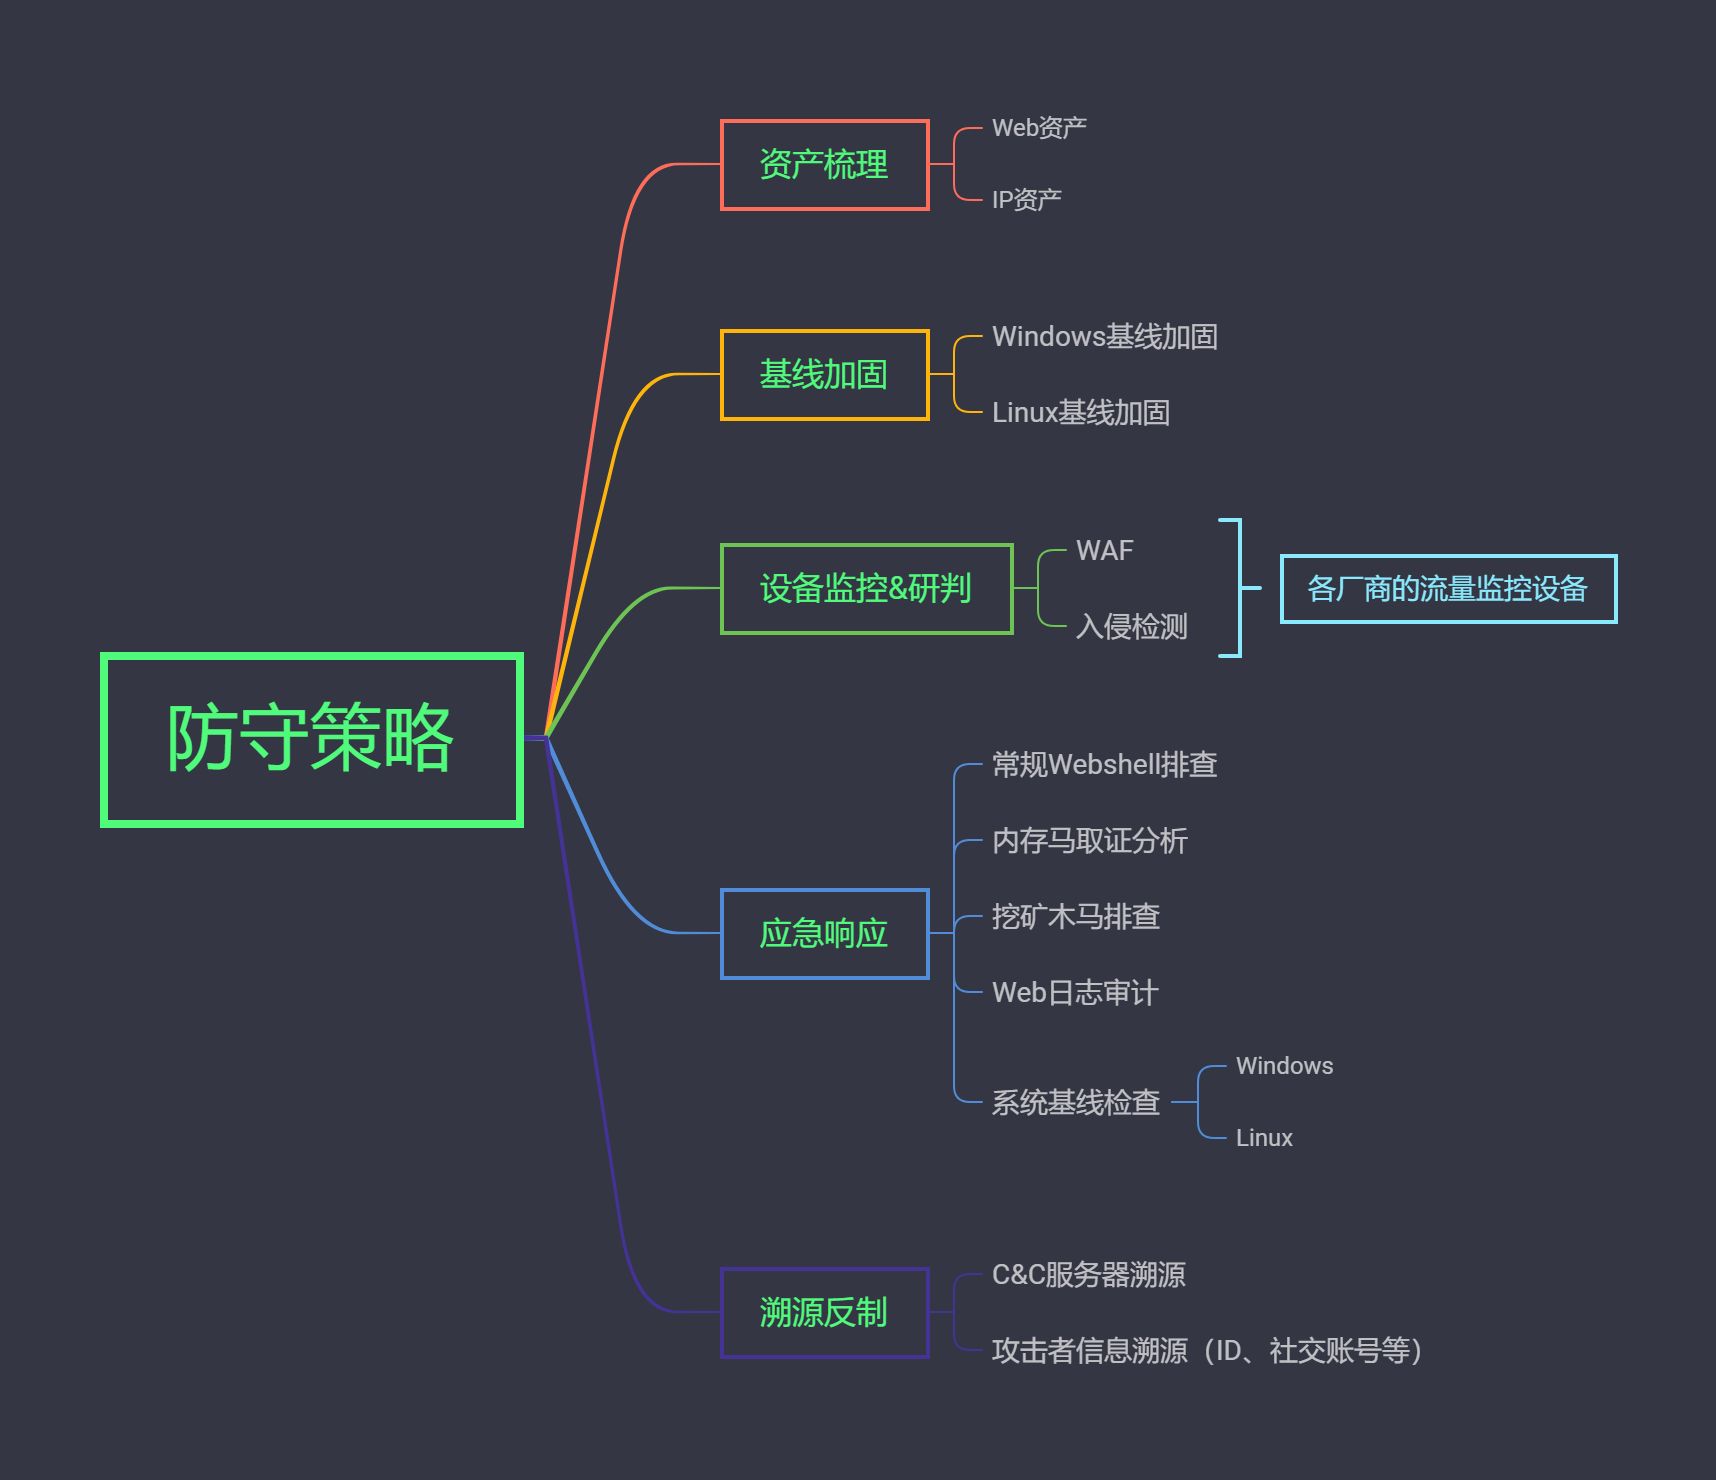 防守策略
资产梳理
Web资产
IP资产
基线加固
Windows基线加固
Linux基线加固
设备监控&研判
WAF
入侵检测
各厂商的流量监控设备
应急响应
常规Webshell排查
内存马取证分析
挖矿木马排查
Web日志审计
系统基线检查
Windows
Linux
溯源反制
C&C服务器溯源
攻击者信息溯源（ID、社交账号等）